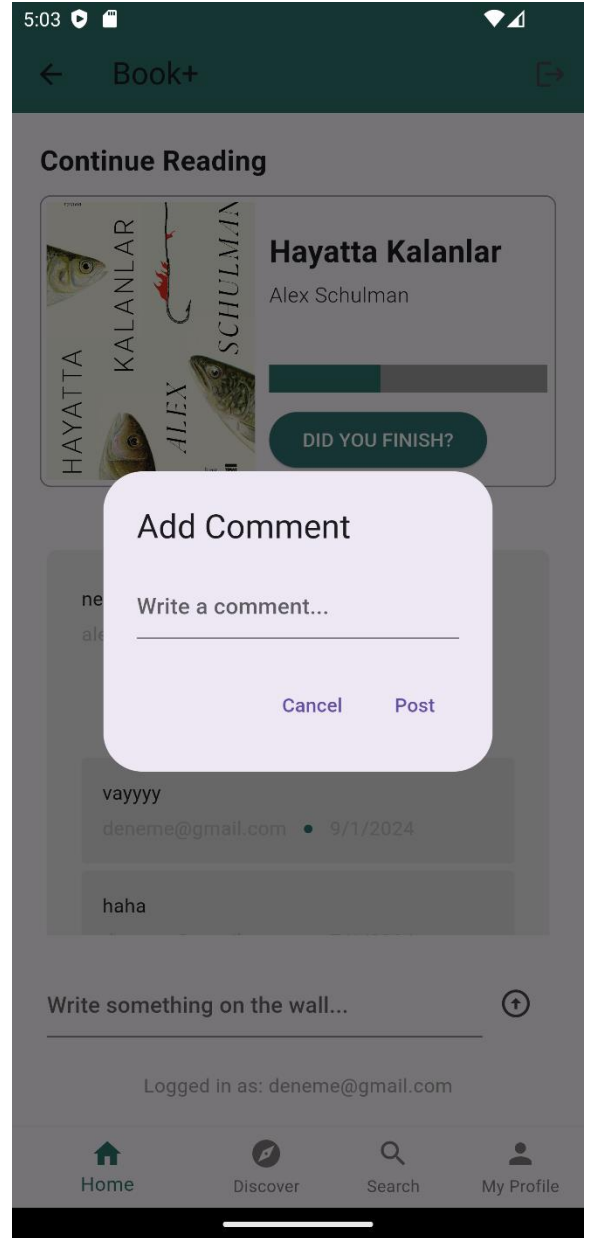 5:03
Book+
Continue Reading
HAYATTA
KALANLAR
ALEX
SCHULMAN
Hayatta Kalanlar
Alex Schulman
DID YOU FINISH?
Add Comment
Write a comment...
Cancel Post
ne
ale
vayyyy
deneme@gmail.com • 9/1/2024
haha
Write something on the wall...
Logged in as: deneme@gmail.com
Home Discover Search My Profile